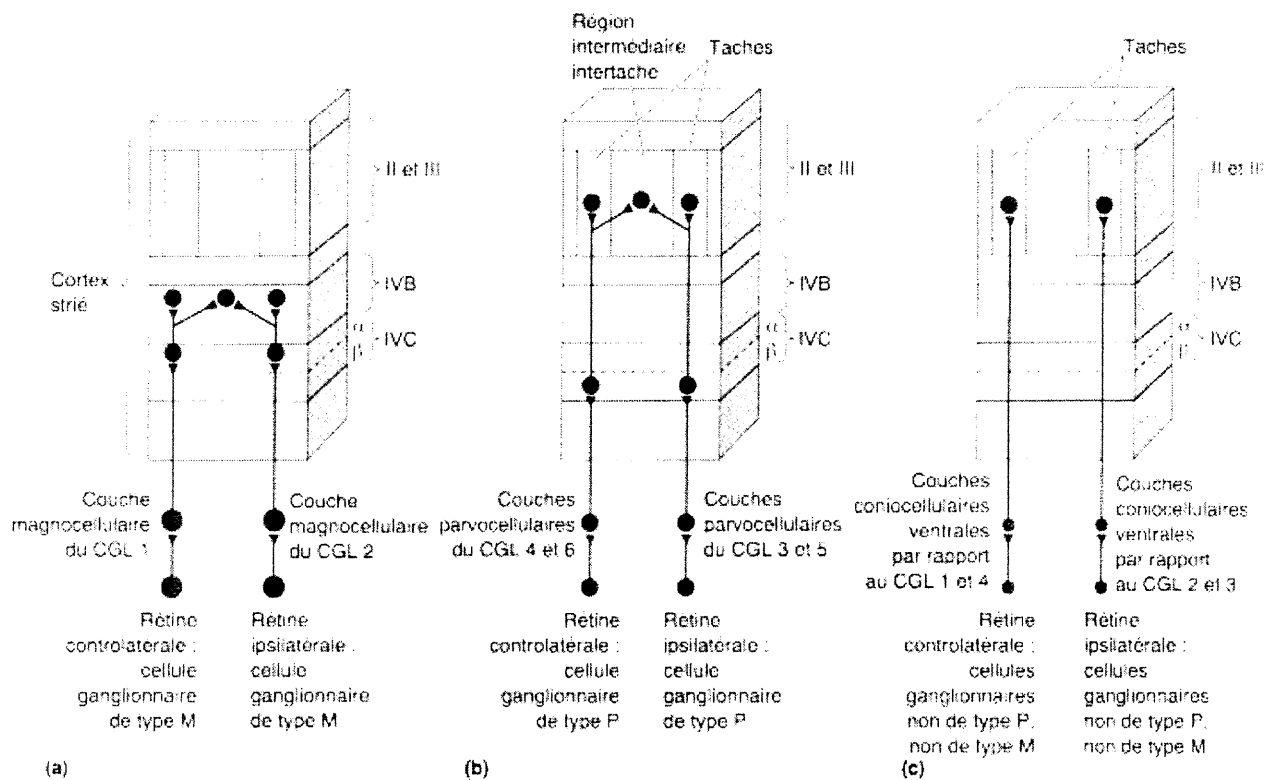 Région
intermédiaire
intertache
Taches
II et III
Cortex
strié
IVB
α
β
IVC
Couche
magnocellulaire
du CGL 1
Couche
magnocellulaire
du CGL 2
Rétine
controlatérale :
cellule
ganglionnaire
de type M
Rétine
ipsilatérale :
cellule
ganglionnaire
de type M
(a)
II et III
IVB
α
β
IVC
Couches
parvocellulaires
du CGL 4 et 6
Couches
parvocellulaires
du CGL 3 et 5
Rétine
controlatérale :
cellule
ganglionnaire
de type P
Rétine
ipsilatérale :
cellule
ganglionnaire
de type P
(b)
Taches
II et III
IVB
α
β
IVC
Couches
coniocellulaires
ventrales
par rapport
au CGL 1 et 4
Couches
coniocellulaires
ventrales
par rapport
au CGL 2 et 3
Rétine
controlatérale :
cellules
ganglionnaires
non de type P,
non de type M
Rétine
ipsilatérale :
cellules
ganglionnaires
non de type P,
non de type M
(c)